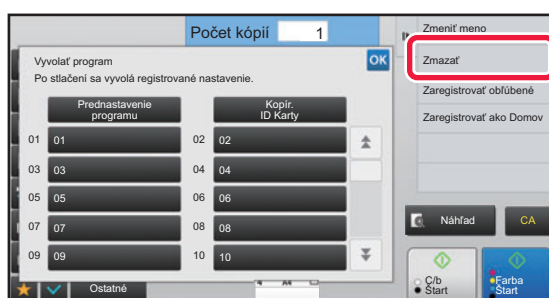 Počet kópií 1
Zmeniť meno
Vyvolať program
OK
Zmazať
Po stlačení sa vyvolá registrované nastavenie.
Zaregistrovať obľúbené
Prednastavenie programu
Kopír. ID Karty
Zaregistrovať ako Domov
01 01 02 02
03 03 04 04
05 05 06 06
07 07 08 08
Náhľad
CA
09 09 10 10
Č/b Štart
Farba Štart
Ostatné
A4